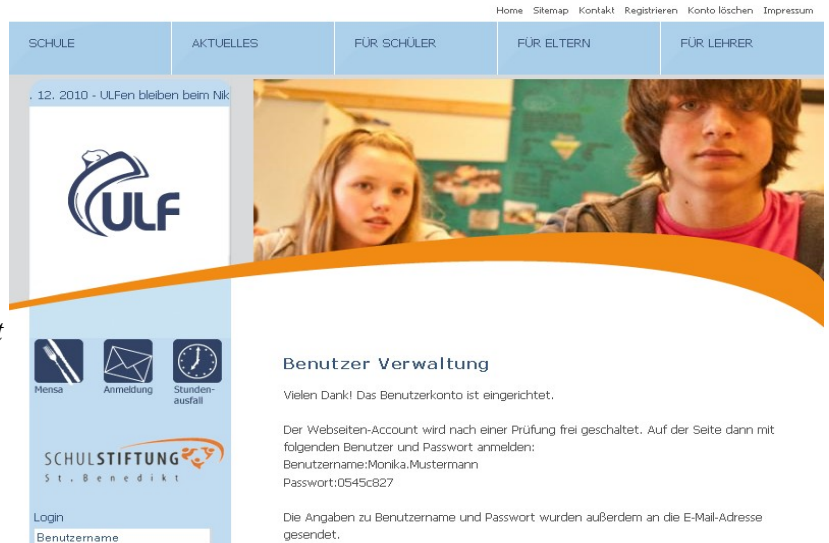 Home Sitemap Kontakt Registrieren Konto löschen Impressum
SCHULE AKTUELLES FÜR SCHÜLER FÜR ELTERN FÜR LEHRER
. 12. 2010 - ULFen bleiben beim Nik
ULF
t
Mensa Anmeldung Stunden-
ausfall
SCHULSTIFTUNG
St. Benedikt
Login
Benutzername
Benutzer Verwaltung
Vielen Dank! Das Benutzerkonto ist eingerichtet.
Der Webseiten-Account wird nach einer Prüfung frei geschaltet. Auf der Seite dann mit
folgenden Benutzer und Passwort anmelden:
Benutzername:Monika.Mustermann
Passwort:0545c827
Die Angaben zu Benutzername und Passwort wurden außerdem an die E-Mail-Adresse
gesendet.